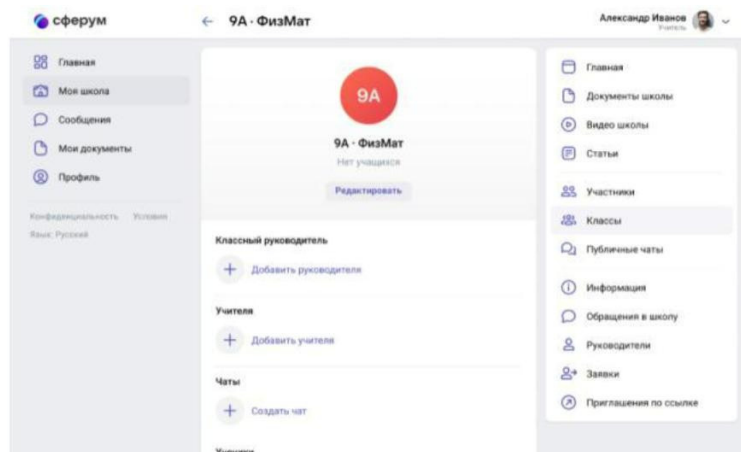 сферум
← 9А · ФизМат
Александр Иванов
Учитель
Главная
Моя школа
Сообщения
Мои документы
Профиль
Конфиденциальность Условия
Язык: Русский
9А
9А · ФизМат
Нет учащихся
Редактировать
Классный руководитель
Добавить руководителя
Учителя
Добавить учителя
Чаты
Создать чат
Ученики
Главная
Документы школы
Видео школы
Статьи
Участники
Классы
Публичные чаты
Информация
Обращения в школу
Руководители
Заявки
Приглашения по ссылке